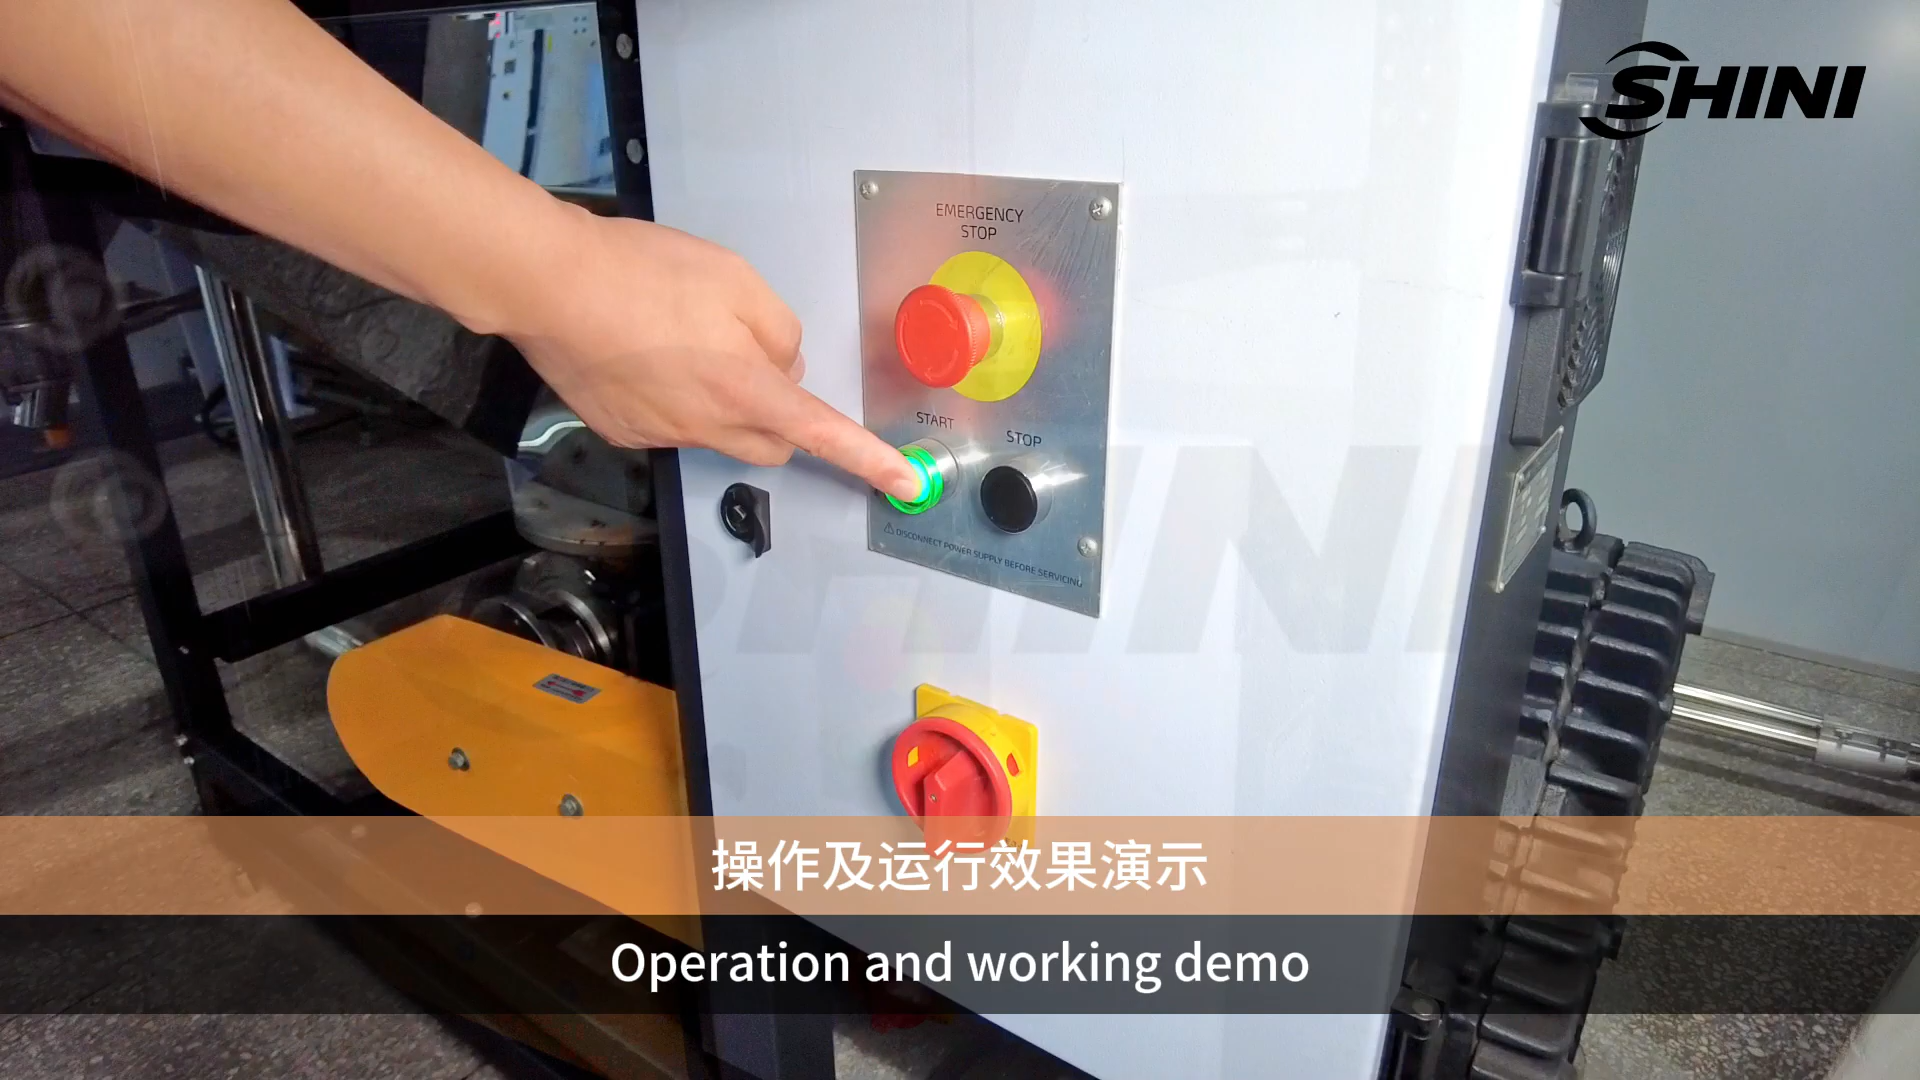 SHINI
EMERGENCY
STOP
START
STOP
DISCONNECT POWER SUPPLY BEFORE SERVICING
SHINI
操作及运行效果演示
Operation and working demo